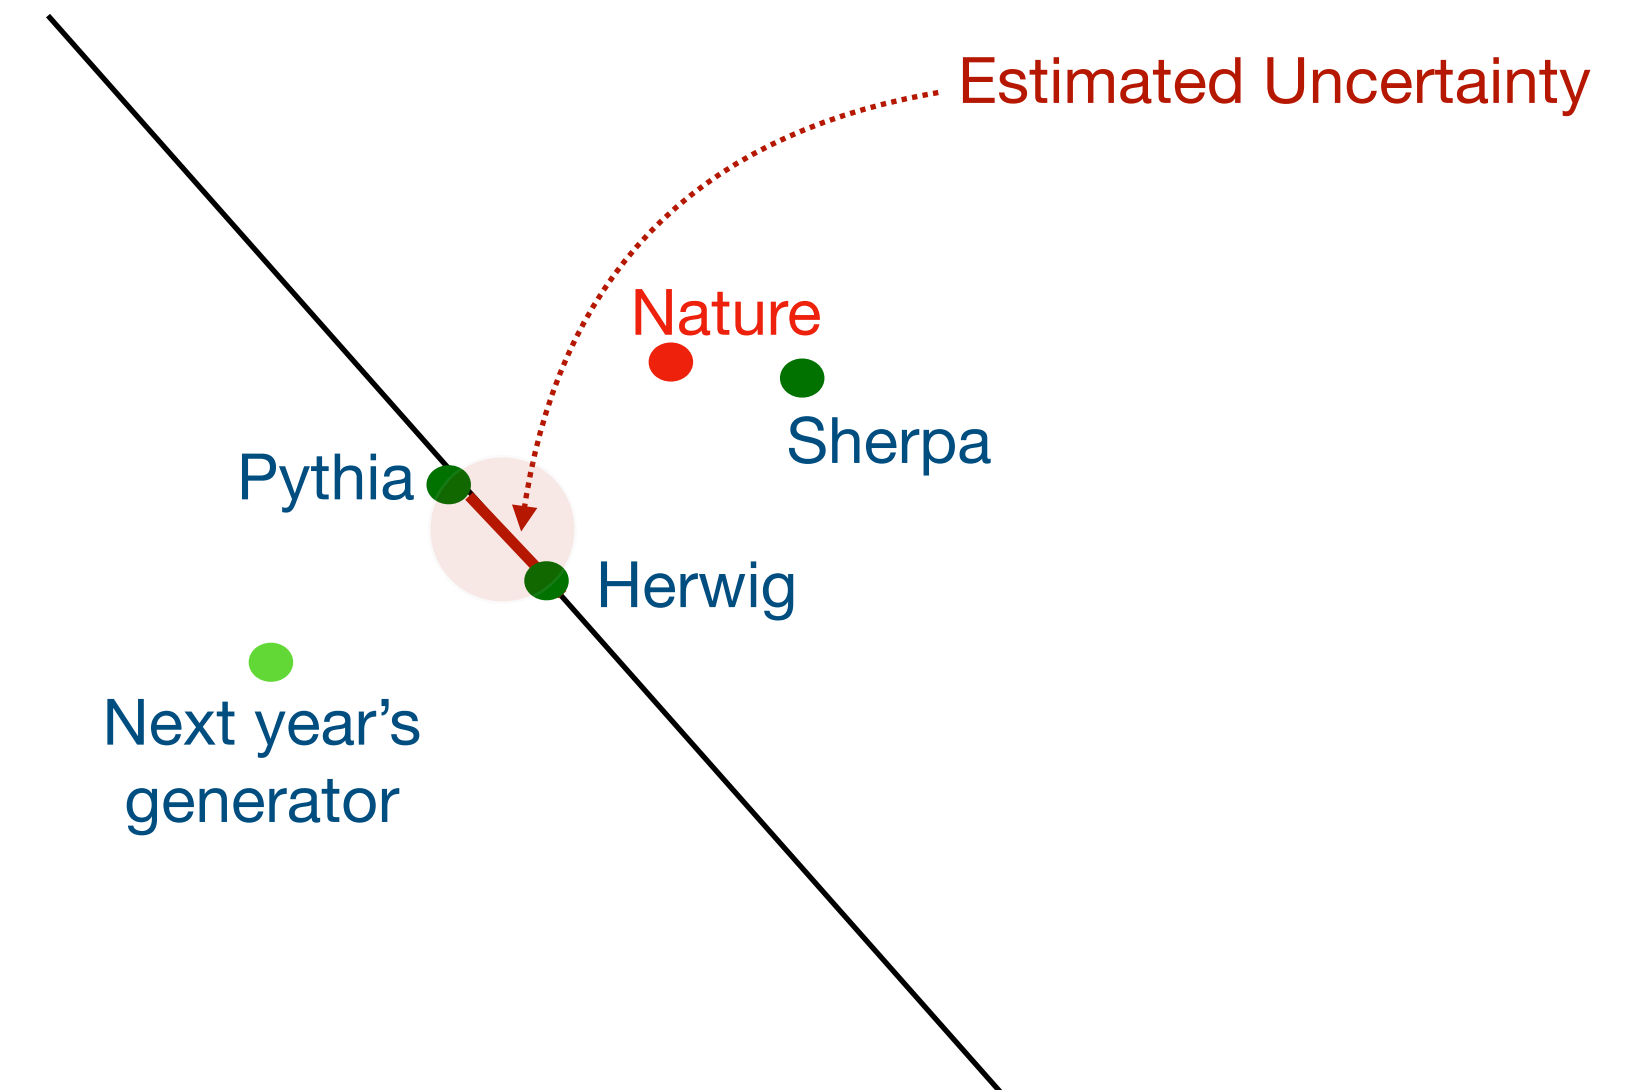 Estimated Uncertainty
Nature
Sherpa
Pythia
Herwig
Next year’s
generator